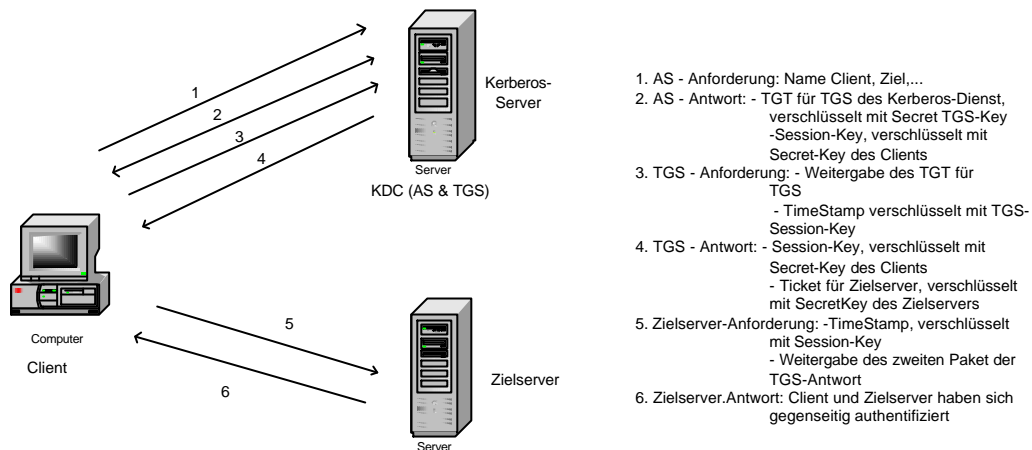 1
2
3
4
Kerberos-
Server
Server
KDC (AS & TGS)
Computer
Client
5
6
Zielserver
Server
1. AS - Anforderung: Name Client, Ziel,...
2. AS - Antwort: - TGT für TGS des Kerberos-Dienst,
verschlüsselt mit Secret TGS-Key
-Session-Key, verschlüsselt mit
Secret-Key des Clients
3. TGS - Anforderung: - Weitergabe des TGT für
TGS
- TimeStamp verschlüsselt mit TGS-
Session-Key
4. TGS - Antwort: - Session-Key, verschlüsselt mit
Secret-Key des Clients
- Ticket für Zielserver, verschlüsselt
mit SecretKey des Zielservers
5. Zielserver-Anforderung: -TimeStamp, verschlüsselt
mit Session-Key
- Weitergabe des zweiten Paket der
TGS-Antwort
6. Zielserver.Antwort: Client und Zielserver haben sich
gegenseitig authentifiziert